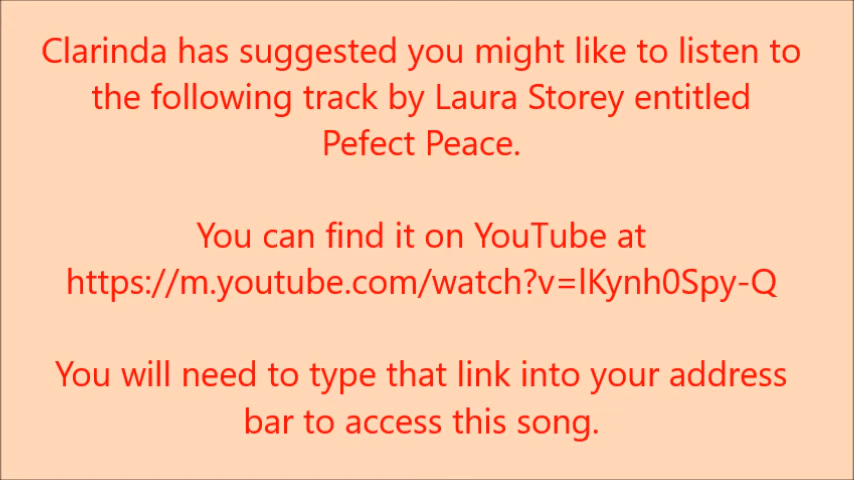 Clarinda has suggested you might like to listen to
the following track by Laura Storey entitled
Pefect Peace.
You can find it on YouTube at
https://m.youtube.com/watch?v=lKynh0Spy-Q
You will need to type that link into your address
bar to access this song.